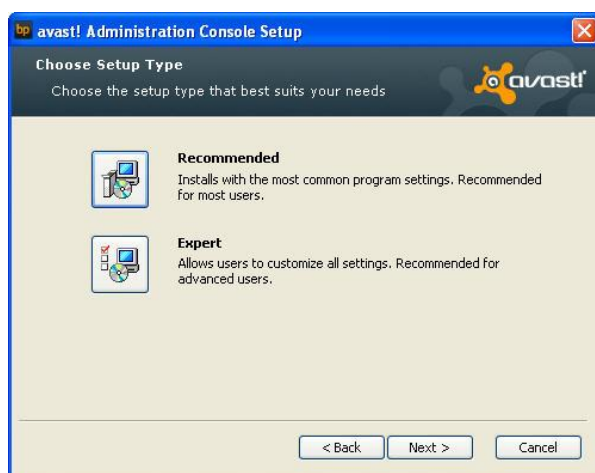 bp avast! Administration Console Setup
Choose Setup Type
Choose the setup type that best suits your needs
avast!
Recommended
Installs with the most common program settings. Recommended
for most users.
Expert
Allows users to customize all settings. Recommended for
advanced users.
< Back Next > Cancel